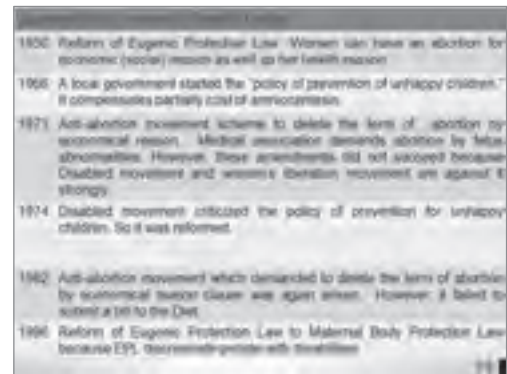 Reform of Eugenic Protection Law Women can have an abortion for
economic (social) reason as well as her health reason
A local government started the "policy of prevention of unhappy children."
It compensates partially cost of amniocentesis.
Anti-abortion movement scheme to delete the term of abortion by
economical reason. Medical association demands abortion by fetus
abnormalities. However, these amendments did not succeed because
Disabled movement and women's liberation movement are against it
strongly.
1974 Disabled movement criticized the policy of prevention for unhappy
children. So it was reformed.
1982 Anti-abortion movement which demanded to delete the term of abortion
by economical reason clause was again arisen. However it failed to
submit a bill to the Diet
1996 Reform of Eugenic Protection Law to Maternal Body Protection Law
because EPL